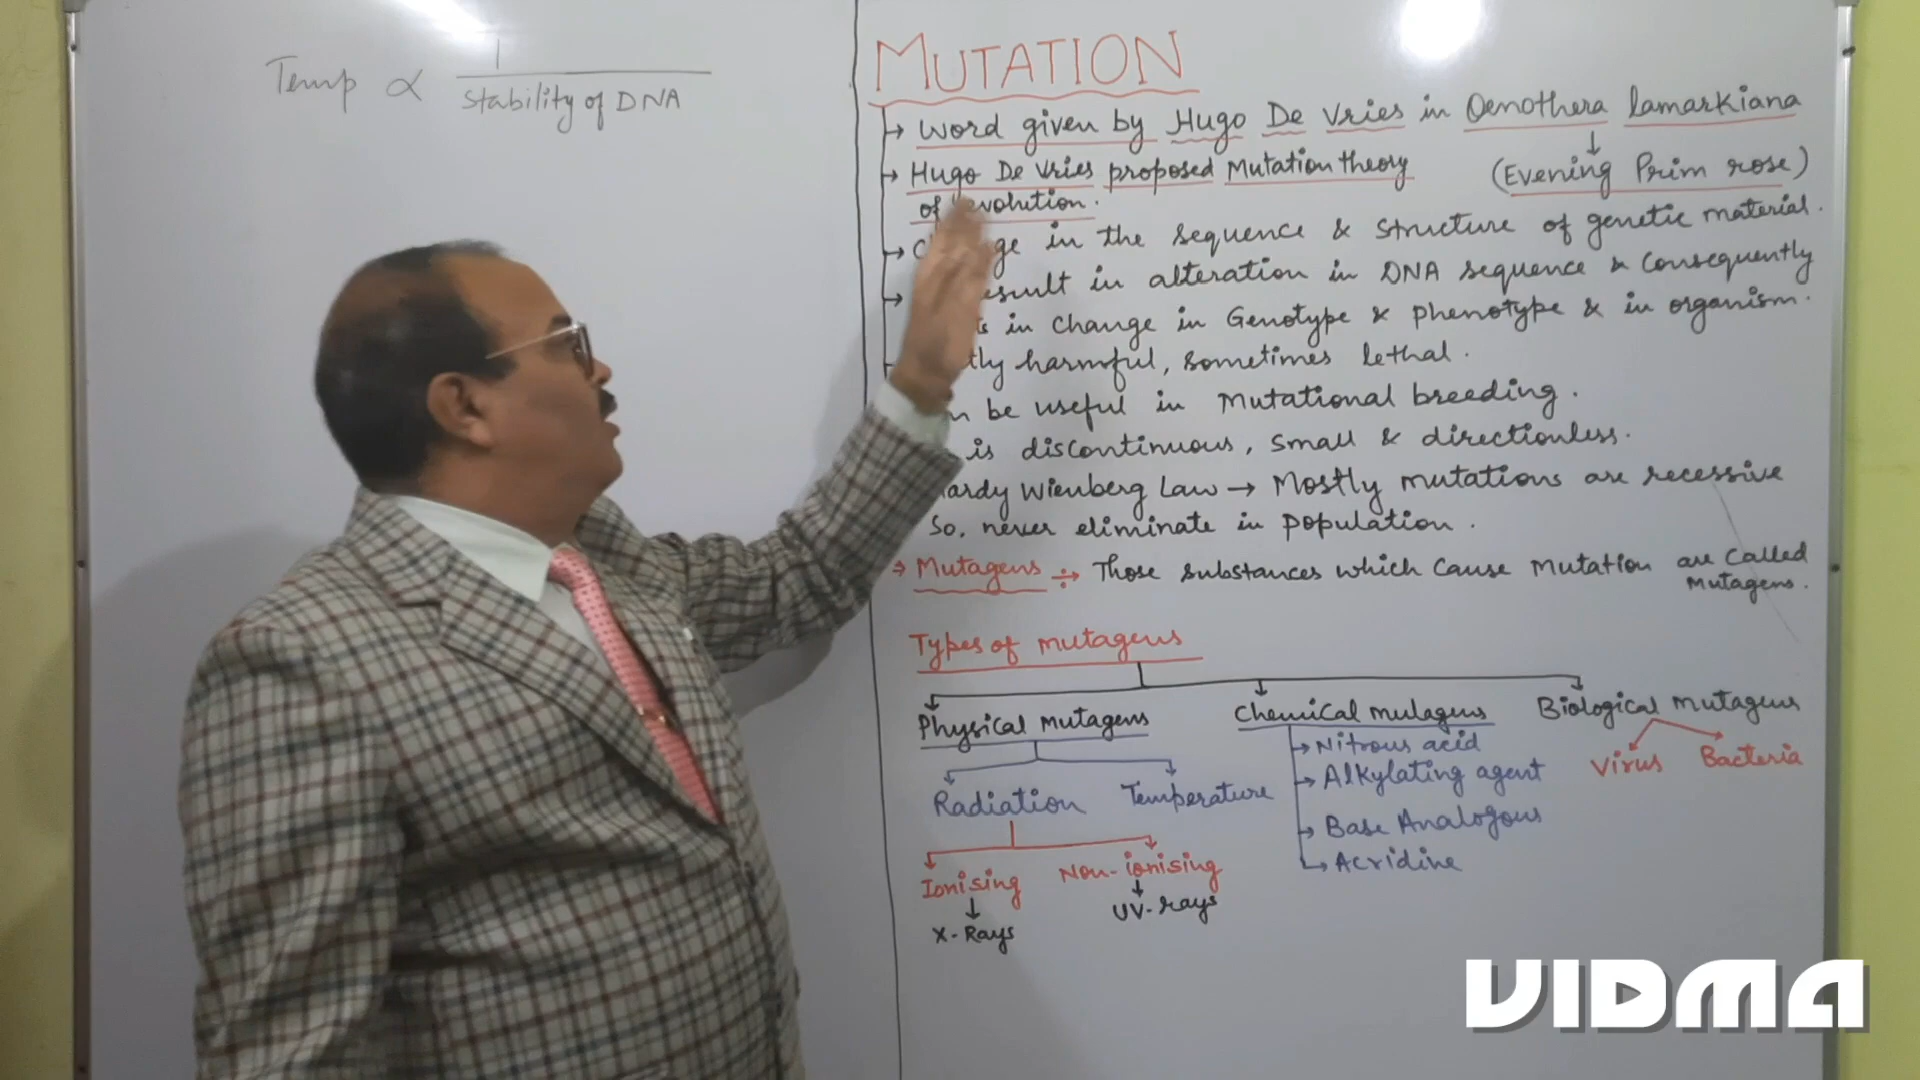 Temp ∝ 1
stability of DNA
MUTATION
→ word given by Hugo De Vries in Oenothera lamarkiana
↓
→ Hugo De Vries proposed Mutation theory
(Evening Prim rose)
of evolution.
→ ge in the sequence & structure of genetic material.
→ esult in alteration in DNA sequence & consequently
in change in Genotype & phenotype & in organism.
tly harmful, sometimes lethal.
n be useful in Mutational breeding.
is discontinuous, small & directionless.
ardy Wienberg Law → Mostly mutations are recessive
So, never eliminate in population.
→ Mutagens ÷→ Those substances which cause mutation are called
Mutagens.
Types of mutagens
Physical mutagens
Radiation
Temperature
Ionising
↓
X-Rays
Non-ionising
↓
UV-rays
Chemical mutagens
→ Nitrous acid
→ Alkylating agent
→ Base Analogous
→ Acridine
Biological mutagens
Virus
Bacteria
VIDMA